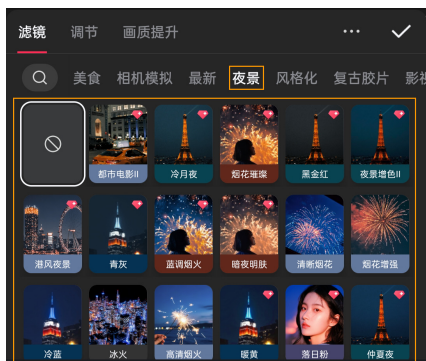 滤镜 调节 画质提升
美食 相机模拟 最新 夜景 风格化 复古胶片 影视
都市电影II 冷月夜 烟花璀璨 黑金红 夜景增色II
港风夜景 青灰 蓝调烟火 暗夜明肤 清晰烟花 烟花增强
冷蓝 冰火 高清烟火 暖黄 落日粉 仲夏夜